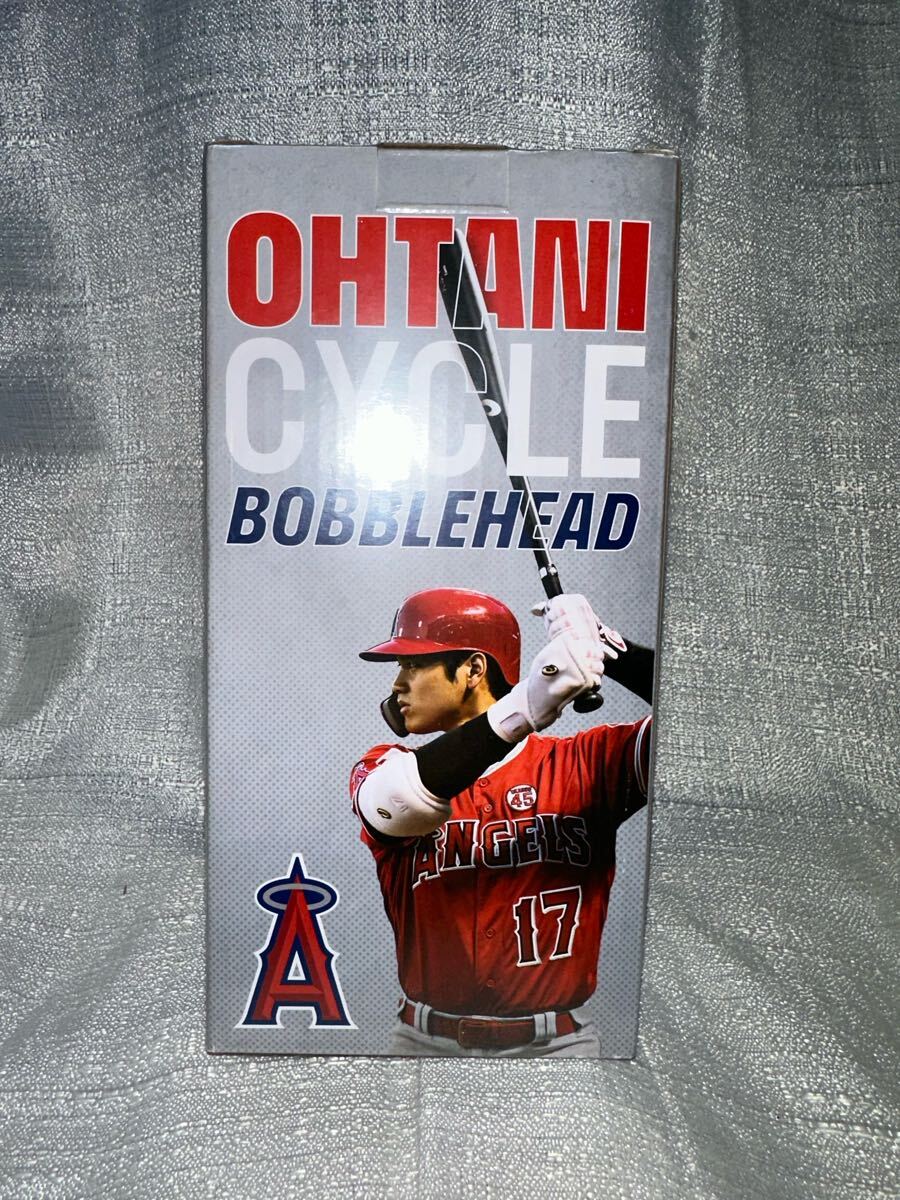 OHTANI
CYCLE
BOBBLEHEAD
45
ANGELS
17
A